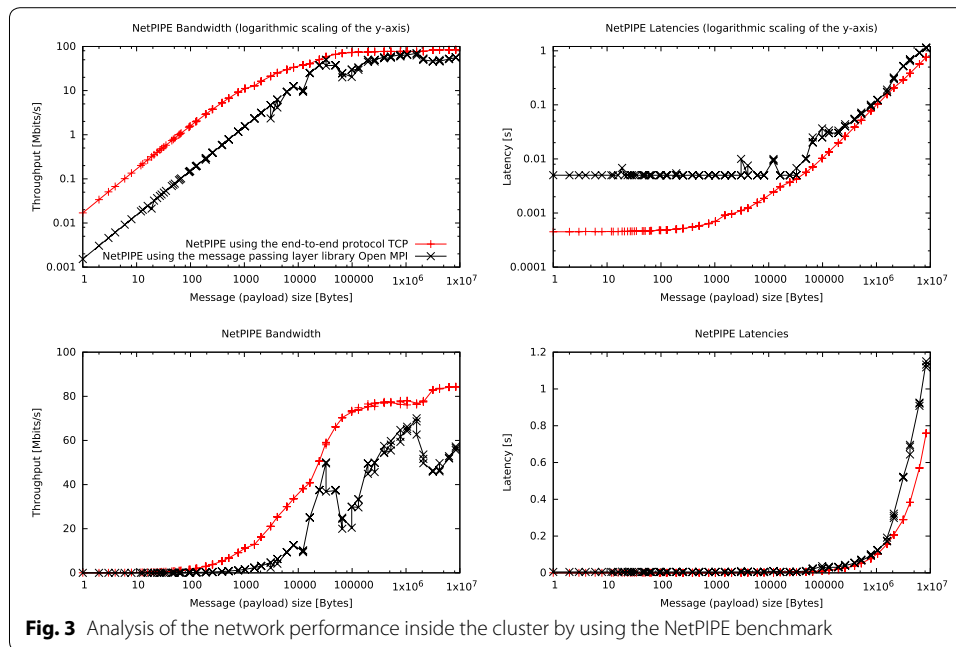 NetPIPE Bandwidth (logarithmic scaling of the y-axis)
100
10
1
0.1
0.01
0.001
Throughput [Mbits/s]
NetPIPE using the end-to-end protocol TCP
NetPIPE using the message passing layer library Open MPI
1 10 100 1000 10000 100000 1x10^6 1x10^7
Message (payload) size [Bytes]
NetPIPE Latencies (logarithmic scaling of the y-axis)
1
0.1
0.010
0.001
0.0001
Latency [s]
1 10 100 1000 10000 100000 1x10^6 1x10^7
Message (payload) size [Bytes]
NetPIPE Bandwidth
100
80
60
40
20
0
Throughput [Mbits/s]
1 10 100 1000 10000 100000 1x10^6 1x10^7
Message (payload) size [Bytes]
NetPIPE Latencies
1.2
1
0.8
0.6
0.4
0.2
0
Latency [s]
1 10 100 1000 10000 100000 1x10^6 1x10^7
Message (payload) size [Bytes]
Fig. 3 Analysis of the network performance inside the cluster by using the NetPIPE benchmark